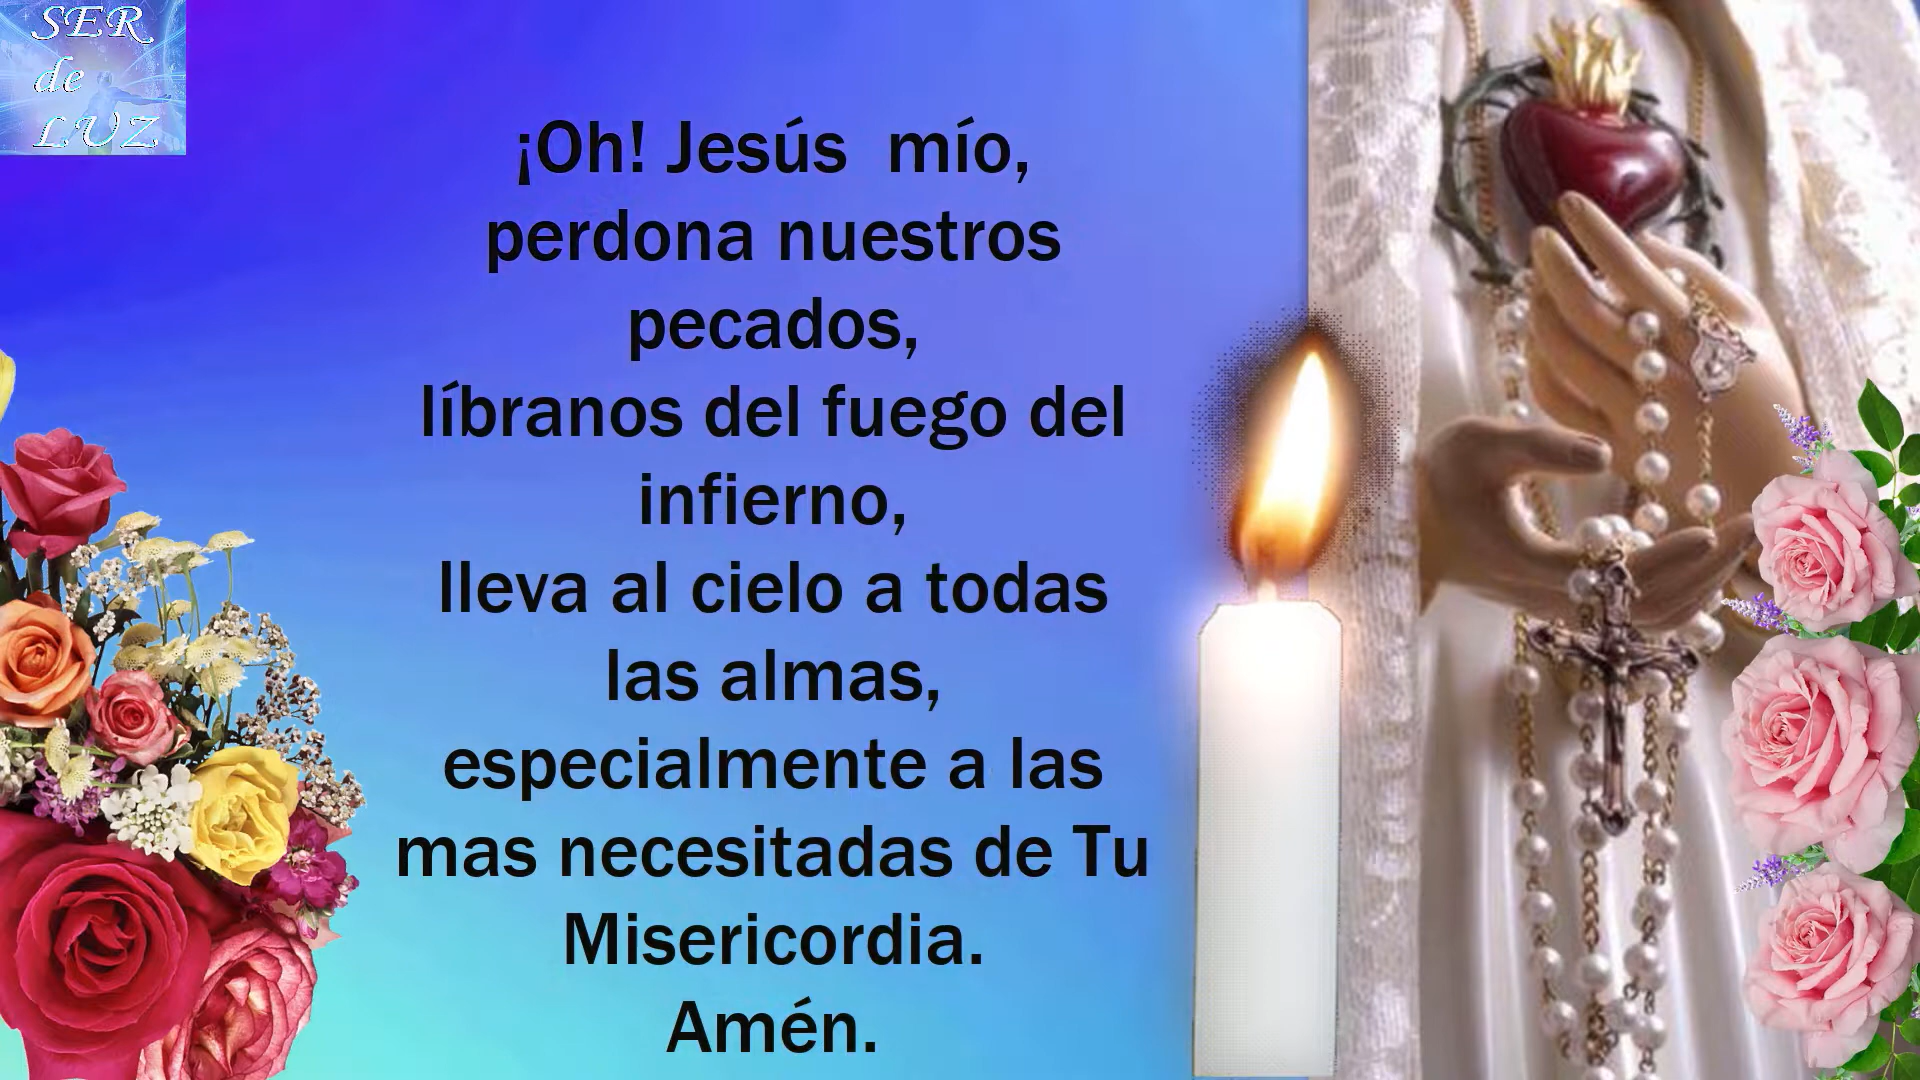 SER
de
LUZ
¡Oh! Jesús  mío,
perdona nuestros
pecados,
líbranos del fuego del
infierno,
lleva al cielo a todas
las almas,
especialmente a las
mas necesitadas de Tu
Misericordia.
Amén.